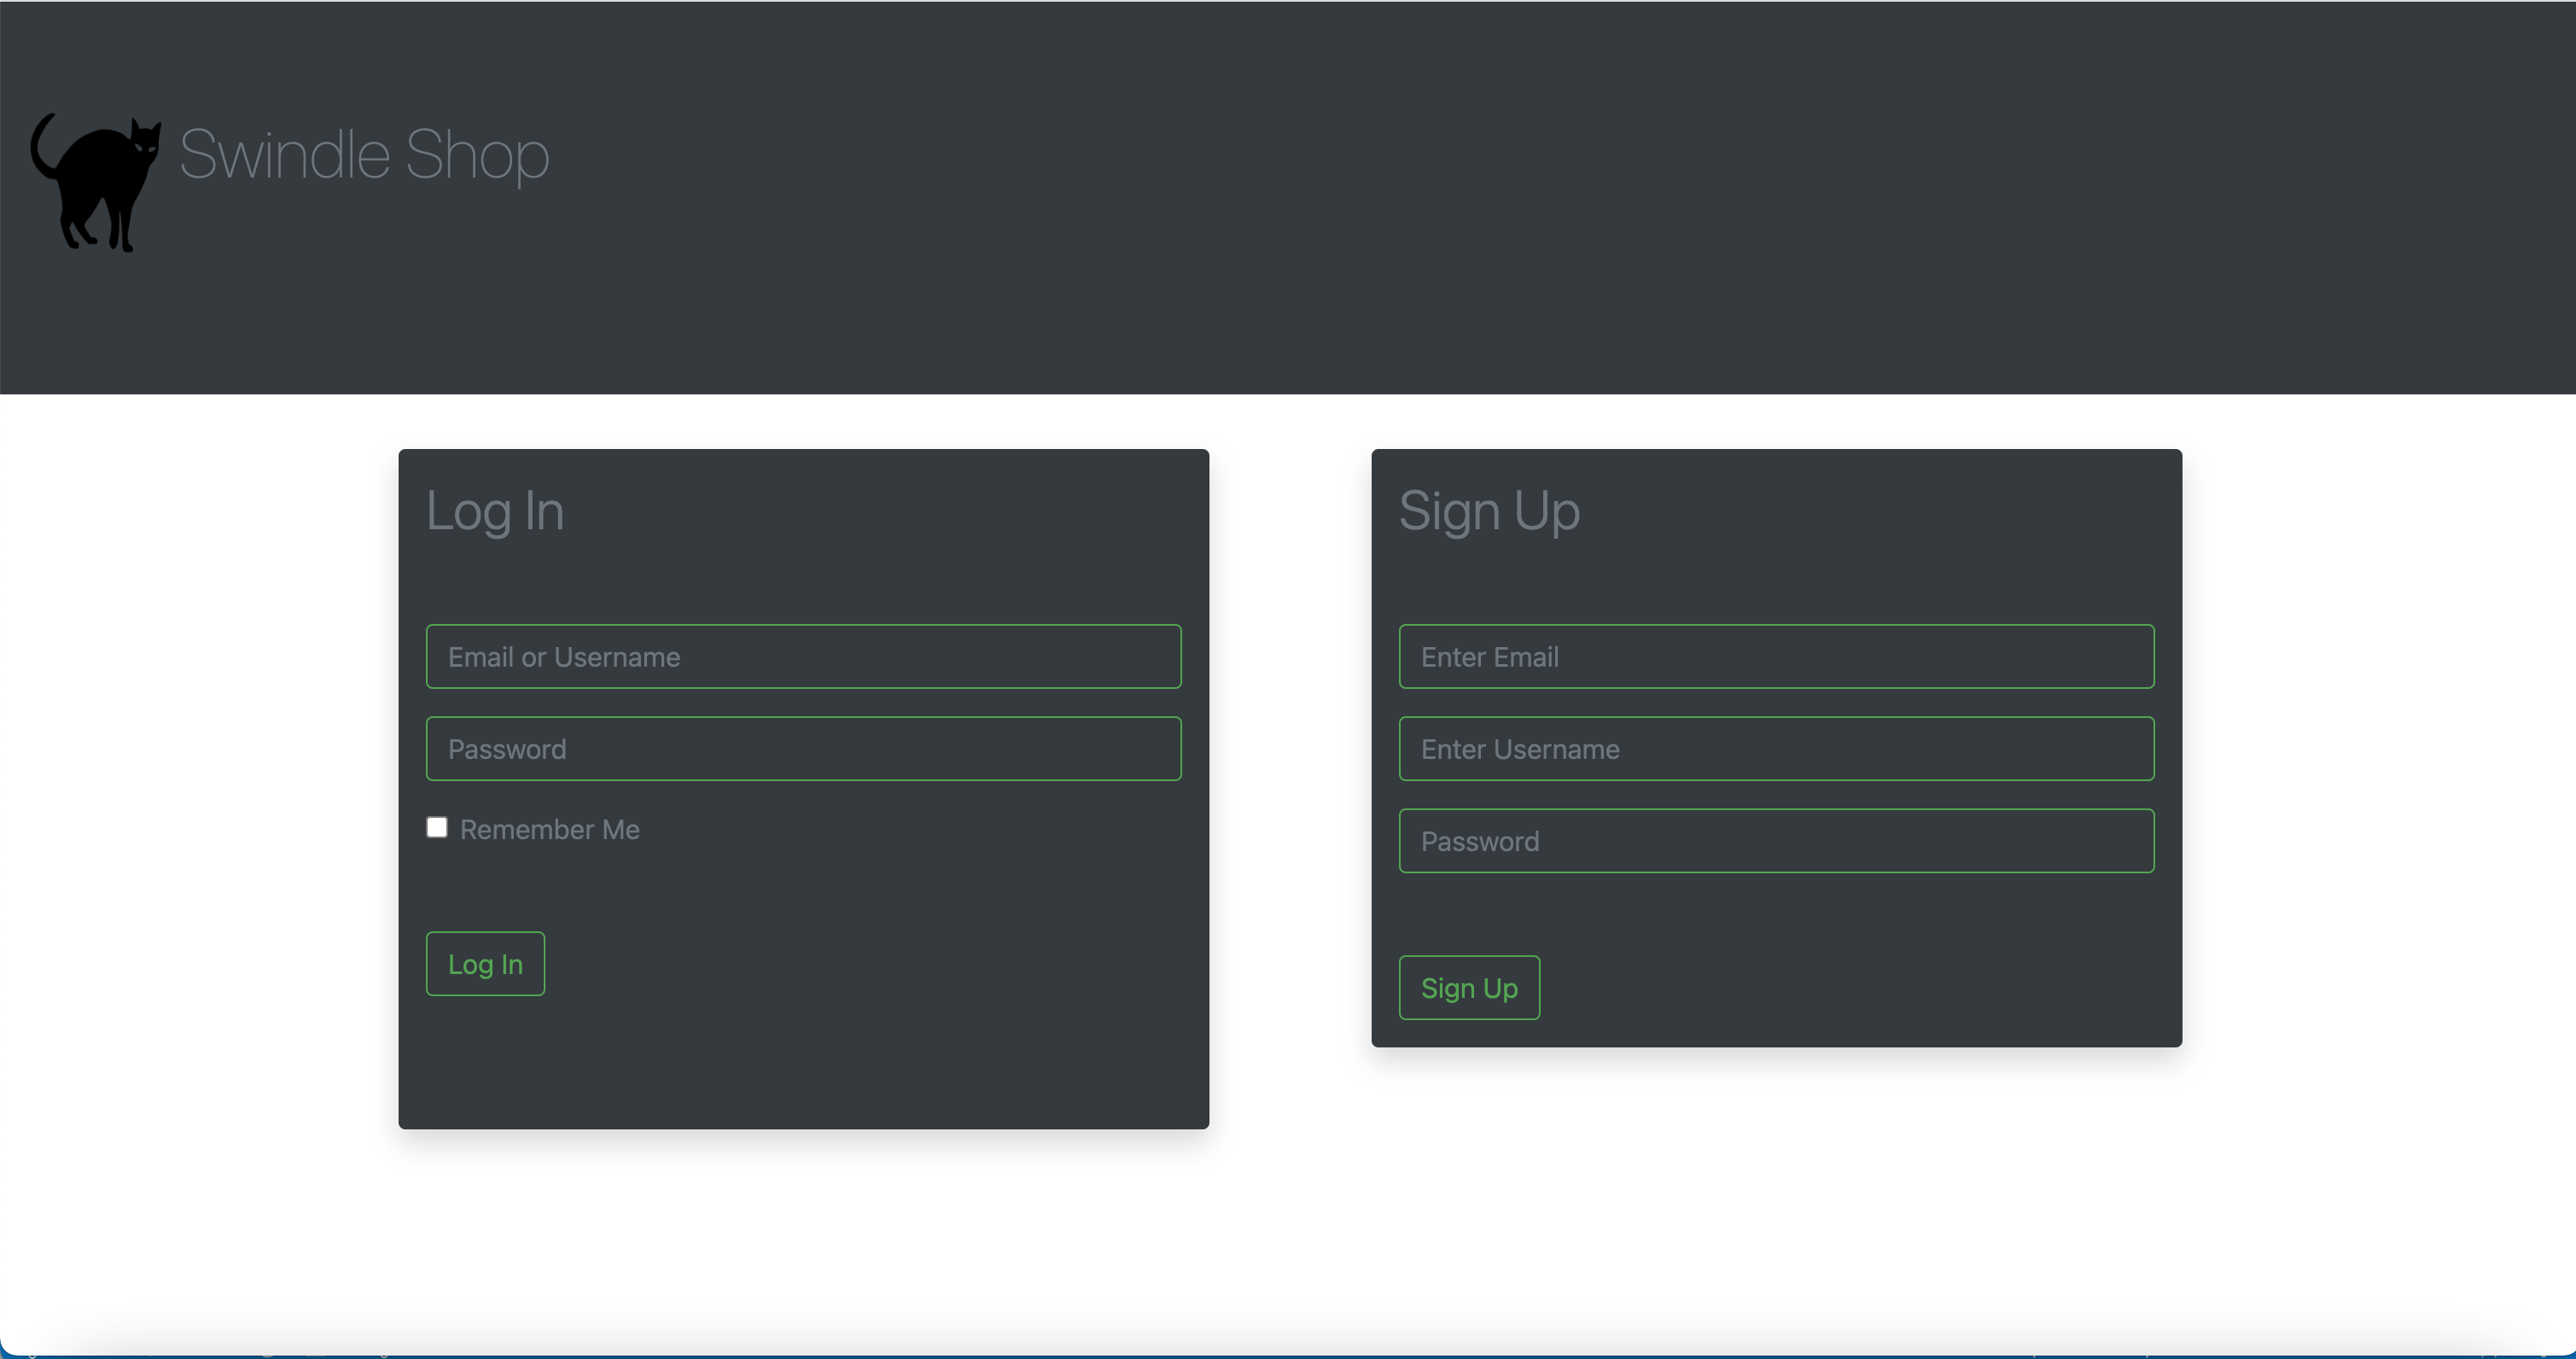 Swindle Shop
Log In
Email or Username
Password
Remember Me
Log In
Sign Up
Enter Email
Enter Username
Password
Sign Up